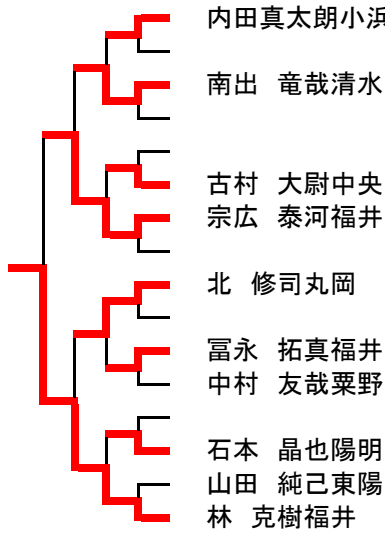 内田真太朗小浜
南出 竜哉清水
古村 大尉中央
宗広 泰河福井
北 修司丸岡
冨永 拓真福井
中村 友哉粟野
石本 晶也陽明
山田 純己東陽
林 克樹福井